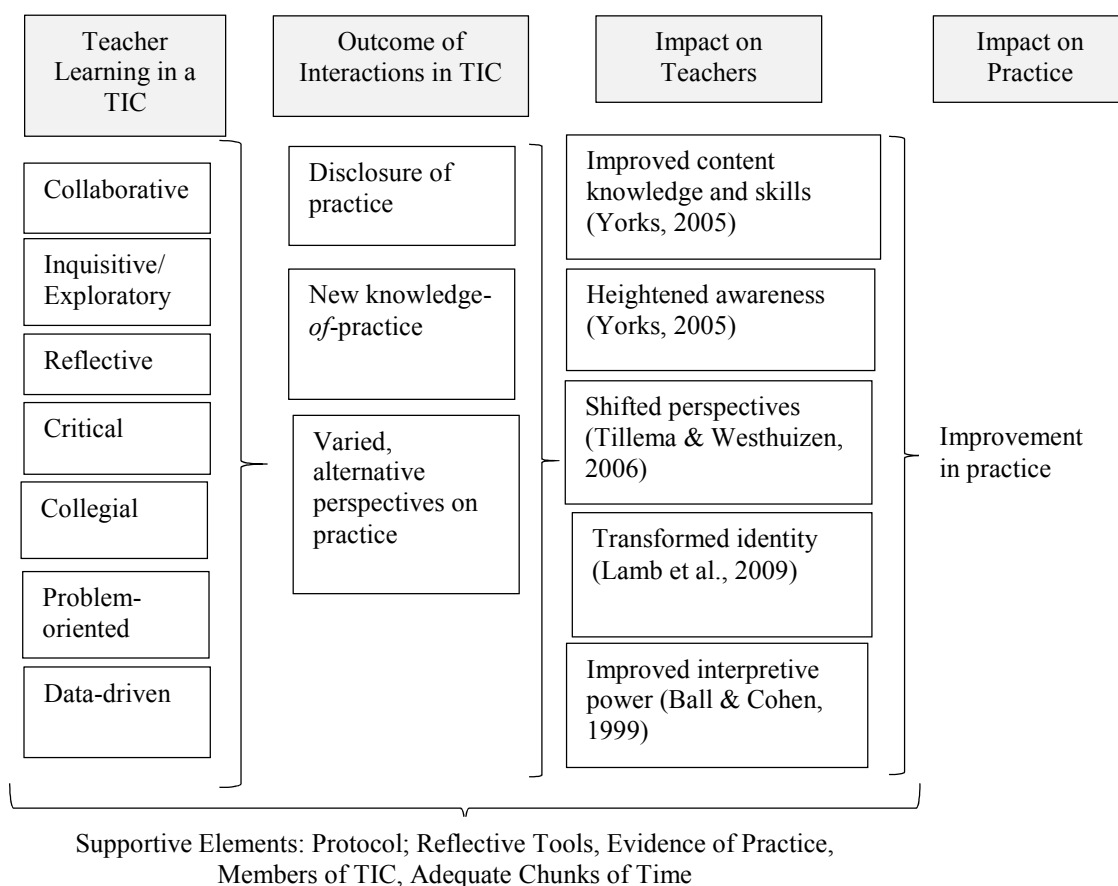 Teacher
Learning in a
TIC
Outcome of
Interactions in TIC
Impact on
Teachers
Impact on
Practice
Collaborative
Inquisitive/
Exploratory
Reflective
Critical
Collegial
Problem-
oriented
Data-driven
Disclosure of
practice
New knowledge-
of-practice
Varied,
alternative
perspectives on
practice
Improved content
knowledge and skills
(Yorks, 2005)
Heightened awareness
(Yorks, 2005)
Shifted perspectives
(Tillema & Westhuizen,
2006)
Transformed identity
(Lamb et al., 2009)
Improved interpretive
power (Ball & Cohen,
1999)
Improvement
in practice
Supportive Elements: Protocol; Reflective Tools, Evidence of Practice,
Members of TIC, Adequate Chunks of Time